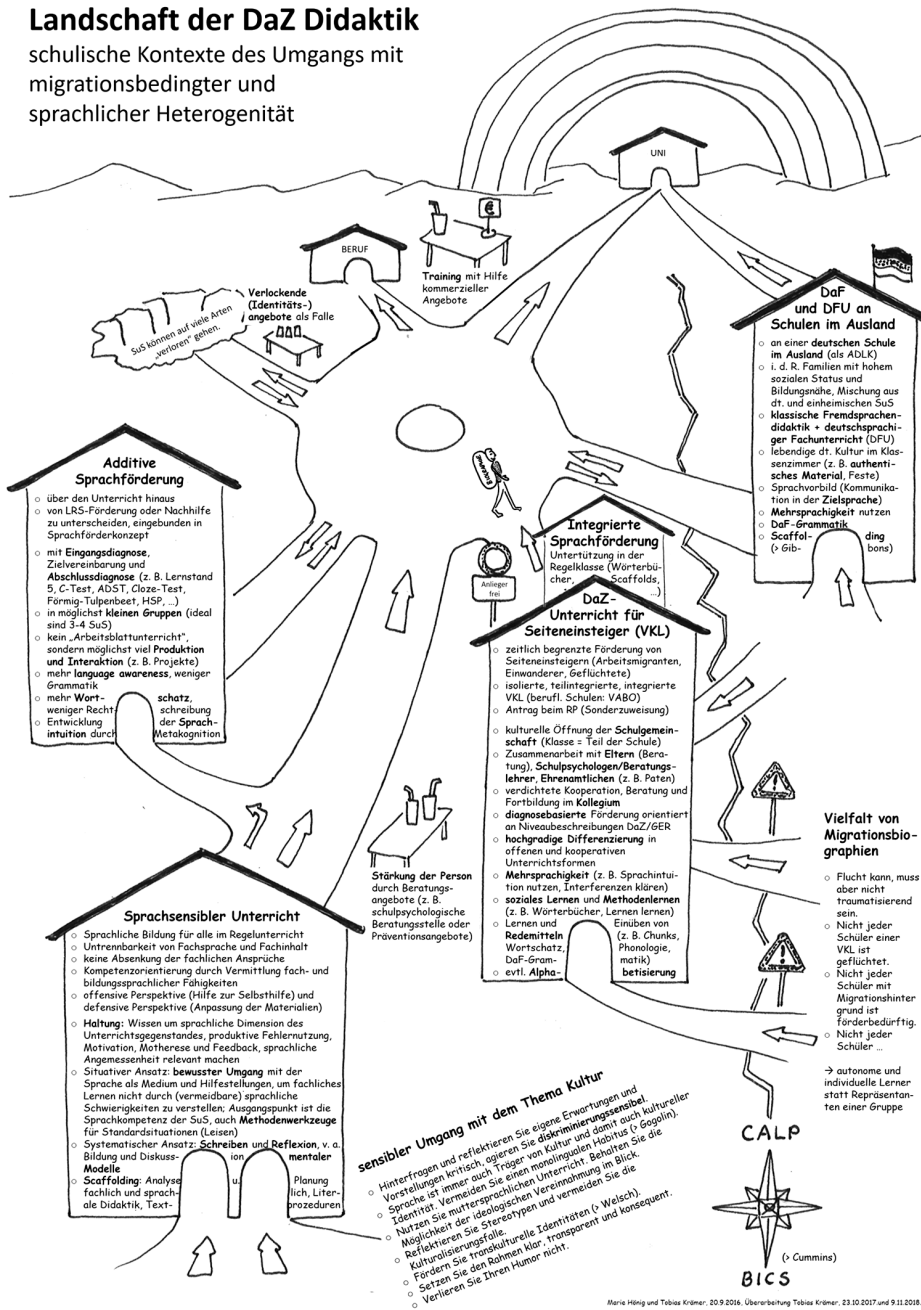 Landschaft der DaZ Didaktik
schulische Kontexte des Umgangs mit
migrationsbedingter und
sprachlicher Heterogenität
UNI
BERUF
€
Training mit Hilfe
kommerzieller
Angebote
Verlockende
(Identitäts-)
angebote als Falle
SuS können auf viele Arten
„verloren" gehen.
DaF
und DFU an
Schulen im Ausland
o an einer deutschen Schule
im Ausland (als ADLK)
o i. d. R. Familien mit hohem
sozialen Status und
Bildungsnähe, Mischung aus
dt. und einheimischen SuS
o klassische Fremdsprachen-
didaktik + deutschsprachi-
ger Fachunterricht (DFU)
o lebendige dt. Kultur im Klas-
senzimmer (z. B. authenti-
sches Material, Feste)
o Sprachvorbild (Kommunika-
tion in der Zielsprache)
o Mehrsprachigkeit nutzen
o DaF-Grammatik
o Scaffol- ding
(> Gib- bons)
Additive
Sprachförderung
o über den Unterricht hinaus
o von LRS-Förderung oder Nachhilfe
zu unterscheiden, eingebunden in
Sprachförderkonzept
o mit Eingangsdiagnose,
Zielvereinbarung und
Abschlussdiagnose (z. B. Lernstand
5, C-Test, ADST, Cloze-Test,
Förmig-Tulpenbeet, HSP, …)
o in möglichst kleinen Gruppen (ideal
sind 3-4 SuS)
o kein „Arbeitsblattunterricht",
sondern möglichst viel Produktion
und Interaktion (z. B. Projekte)
o mehr language awareness, weniger
Grammatik
o mehr Wort- schatz,
weniger Recht- schreibung
o Entwicklung der Sprach-
intuition durch Metakognition
Anlieger
frei
Integrierte
Sprachförderung
Untertützung in der
Regelklasse (Wörterbü-
cher, Scaffolds,
…)
DaZ-
Unterricht für
Seiteneinsteiger (VKL)
o zeitlich begrenzte Förderung von
Seiteneinsteigern (Arbeitsmigranten,
Einwanderer, Geflüchtete)
o isolierte, teilintegrierte, integrierte
VKL (berufl. Schulen: VABO)
o Antrag beim RP (Sonderzuweisung)
o kulturelle Öffnung der Schulgemein-
schaft (Klasse = Teil der Schule)
o Zusammenarbeit mit Eltern (Bera-
tung), Schulpsychologen/Beratungs-
lehrer, Ehrenamtlichen (z. B. Paten)
o verdichtete Kooperation, Beratung und
Fortbildung im Kollegium
o diagnosebasierte Förderung orientiert
an Niveaubeschreibungen DaZ/GER
o hochgradige Differenzierung in
offenen und kooperativen
Unterrichtsformen
o Mehrsprachigkeit (z. B. Sprachintui-
tion nutzen, Interferenzen klären)
o soziales Lernen und Methodenlernen
(z. B. Wörterbücher, Lernen lernen)
o Lernen und Einüben von
Redemitteln (z. B. Chunks,
Wortschatz, Phonologie,
DaF-Gram- matik)
o evtl. Alpha- betisierung
Stärkung der Person
durch Beratungs-
angebote (z. B.
schulpsychologische
Beratungsstelle oder
Präventionsangebote)
Vielfalt von
Migrationsbio-
graphien
o Flucht kann, muss
aber nicht
traumatisierend
sein.
o Nicht jeder
Schüler einer
VKL ist
geflüchtet.
o Nicht jeder
Schüler mit
Migrationshinter
grund ist
förderbedürftig.
o Nicht jeder
Schüler …
→ autonome und
individuelle Lerner
statt Repräsentan-
ten einer Gruppe
Sprachsensibler Unterricht
o Sprachliche Bildung für alle im Regelunterricht
o Untrennbarkeit von Fachsprache und Fachinhalt
o keine Absenkung der fachlichen Ansprüche
o Kompetenzorientierung durch Vermittlung fach- und
bildungssprachlicher Fähigkeiten
o offensive Perspektive (Hilfe zur Selbsthilfe) und
defensive Perspektive (Anpassung der Materialien)
o Haltung: Wissen um sprachliche Dimension des
Unterrichtsgegenstandes, produktive Fehlernutzung,
Motivation, Motherese und Feedback, sprachliche
Angemessenheit relevant machen
o Situativer Ansatz: bewusster Umgang mit der
Sprache als Medium und Hilfestellungen, um fachliches
Lernen nicht durch (vermeidbare) sprachliche
Schwierigkeiten zu verstellen; Ausgangspunkt ist die
Sprachkompetenz der SuS, auch Methodenwerkzeuge
für Standardsituationen (Leisen)
o Systematischer Ansatz: Schreiben und Reflexion, v. a.
Bildung und Diskuss- ion mentaler
Modelle
o Scaffolding: Analyse u. Planung
fachlich und sprach- lich, Liter-
ale Didaktik, Text- prozeduren
sensibler Umgang mit dem Thema Kultur
o Hinterfragen und reflektieren Sie eigene Erwartungen und
Vorstellungen kritisch, agieren Sie diskriminierungssensibel.
o Sprache ist immer auch Träger von Kultur und damit auch kultureller
Identität. Vermeiden Sie einen monolingualen Habitus (> Gogolin).
o Nutzen Sie muttersprachlichen Unterricht. Behalten Sie die
Möglichkeit der ideologischen Vereinnahmung im Blick.
o Reflektieren Sie Stereotypen und vermeiden Sie die
Kulturalisierungsfalle.
o Fördern Sie transkulturelle Identitäten (> Welsch).
o Setzen Sie den Rahmen klar, transparent und konsequent.
o Verlieren Sie Ihren Humor nicht.
CALP
(> Cummins)
BICS
Marie Hönig und Tobias Krämer, 20.9.2016, Überarbeitung Tobias Krämer, 23.10.2017.und 9.11.2018.